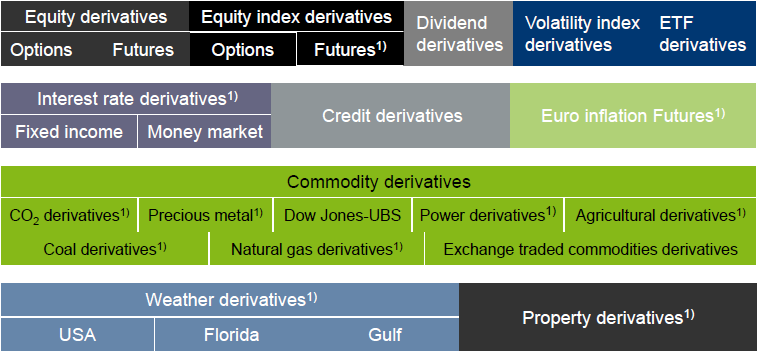 Equity derivatives
Options Futures
Equity index derivatives
Options Futures1)
Dividend
derivatives
Volatility index
derivatives
ETF
derivatives
Interest rate derivatives1)
Fixed income Money market
Credit derivatives
Euro inflation Futures1)
Commodity derivatives
CO2 derivatives1) Precious metal1) Dow Jones-UBS Power derivatives1) Agricultural derivatives1)
Coal derivatives1) Natural gas derivatives1) Exchange traded commodities derivatives
Weather derivatives1)
USA Florida Gulf
Property derivatives1)